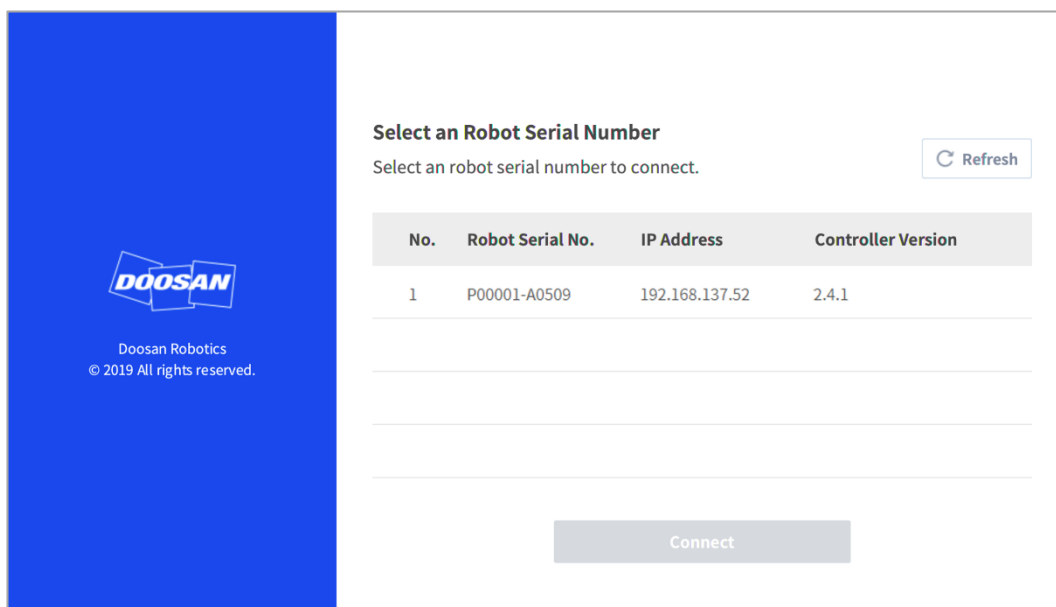 DOOSAN
Doosan Robotics
© 2019 All rights reserved.
Select an Robot Serial Number
Select an robot serial number to connect.
Refresh
No. Robot Serial No. IP Address Controller Version
1 P00001-A0509 192.168.137.52 2.4.1
Connect